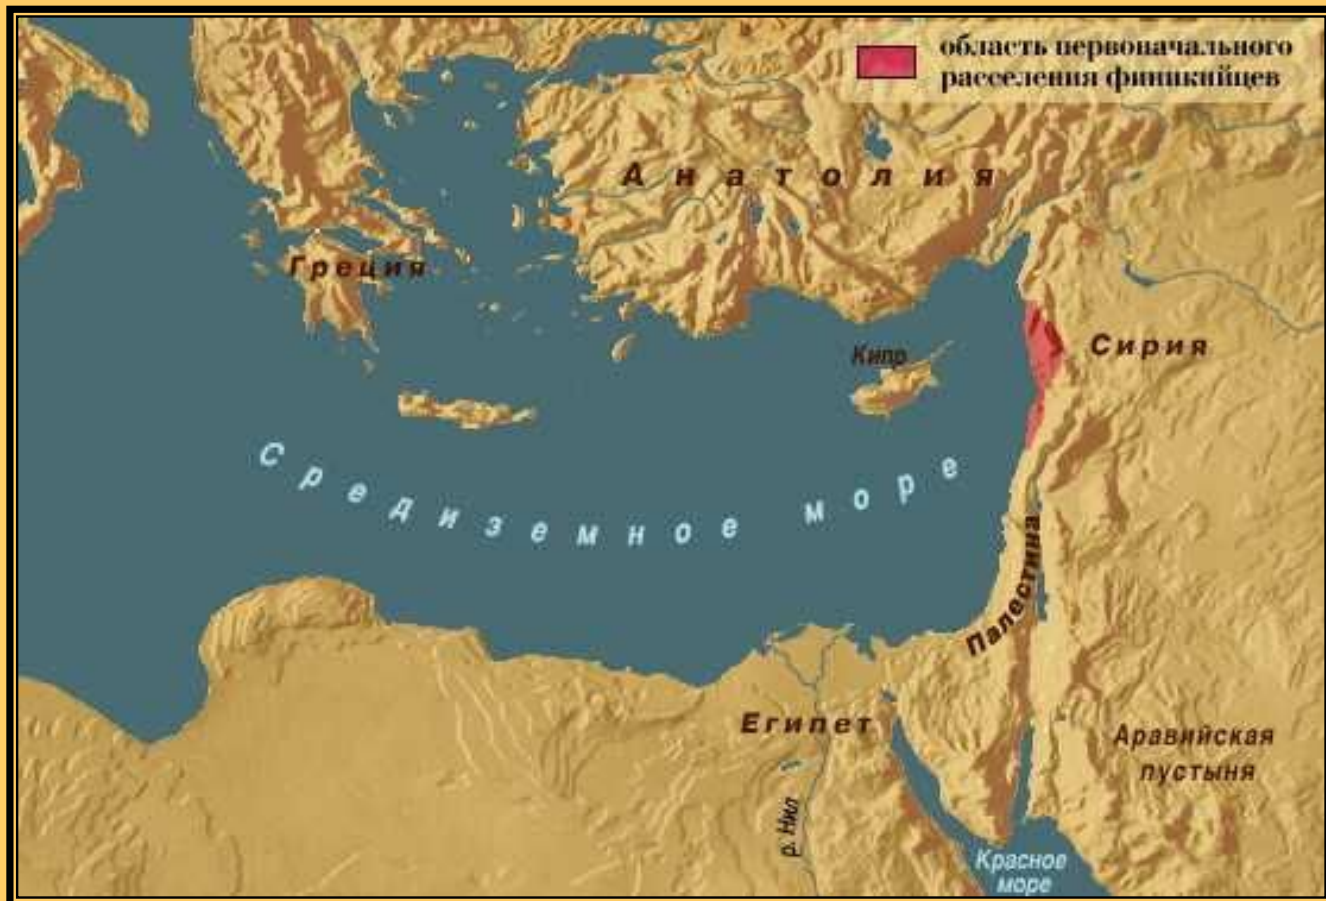 область первоначального
расселения финикийцев
Анатолия
Греция
Сирия
Кипр
Средиземное море
Палестина
Египет
Аравийская
пустыня
р. Нил
Красное
море